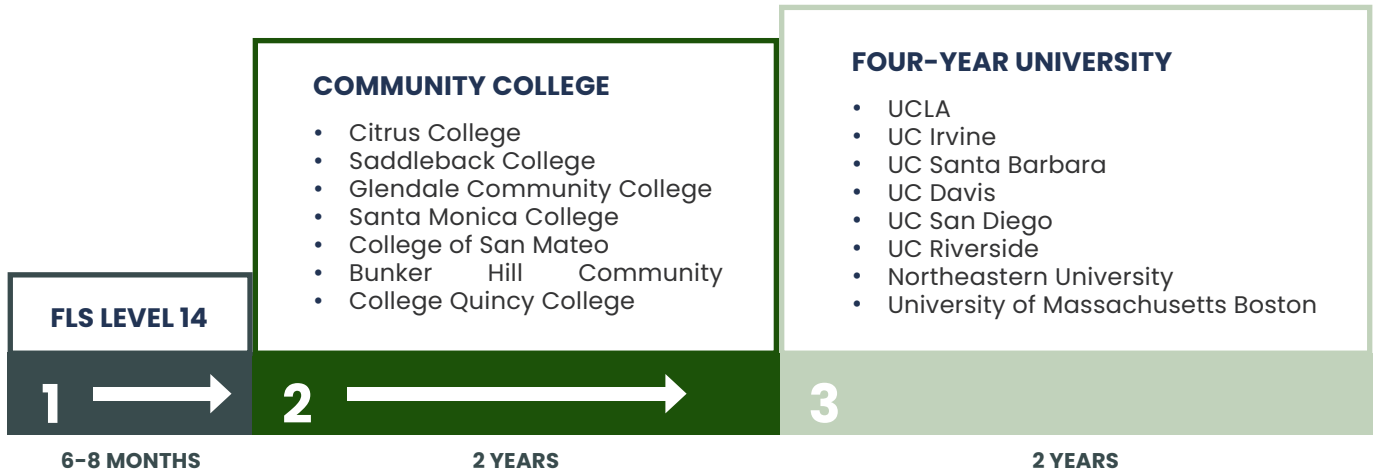 FLS LEVEL 14
1
6-8 MONTHS
COMMUNITY COLLEGE
• Citrus College
• Saddleback College
• Glendale Community College
• Santa Monica College
• College of San Mateo
• Bunker Hill Community
• College Quincy College
2
2 YEARS
FOUR-YEAR UNIVERSITY
• UCLA
• UC Irvine
• UC Santa Barbara
• UC Davis
• UC San Diego
• UC Riverside
• Northeastern University
• University of Massachusetts Boston
3
2 YEARS